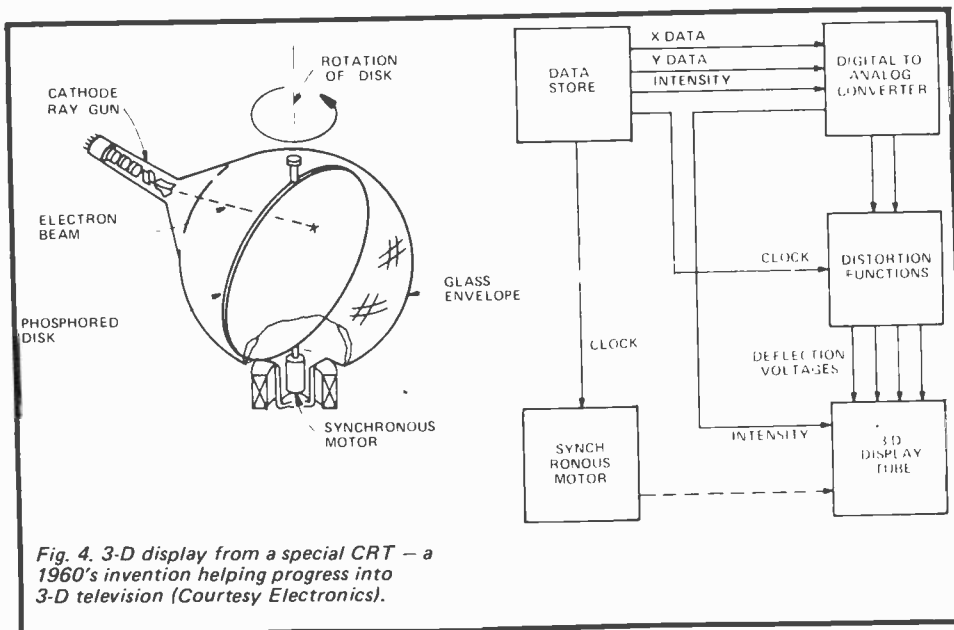 ROTATION
OF DISK
CATHODE
RAY GUN
ELECTRON
BEAM
GLASS
ENVELOPE
PHOSPHORED
DISK
SYNCHRONOUS
MOTOR
DATA
STORE
X DATA
Y DATA
INTENSITY
DIGITAL TO
ANALOG
CONVERTER
CLOCK
DISTORTION
FUNCTIONS
CLOCK
DEFLECTION
VOLTAGES
INTENSITY
SYNCH
RONOUS
MOTOR
3-D
DISPLAY
TUBE
Fig. 4. 3-D display from a special CRT – a
1960's invention helping progress into
3-D television (Courtesy Electronics).